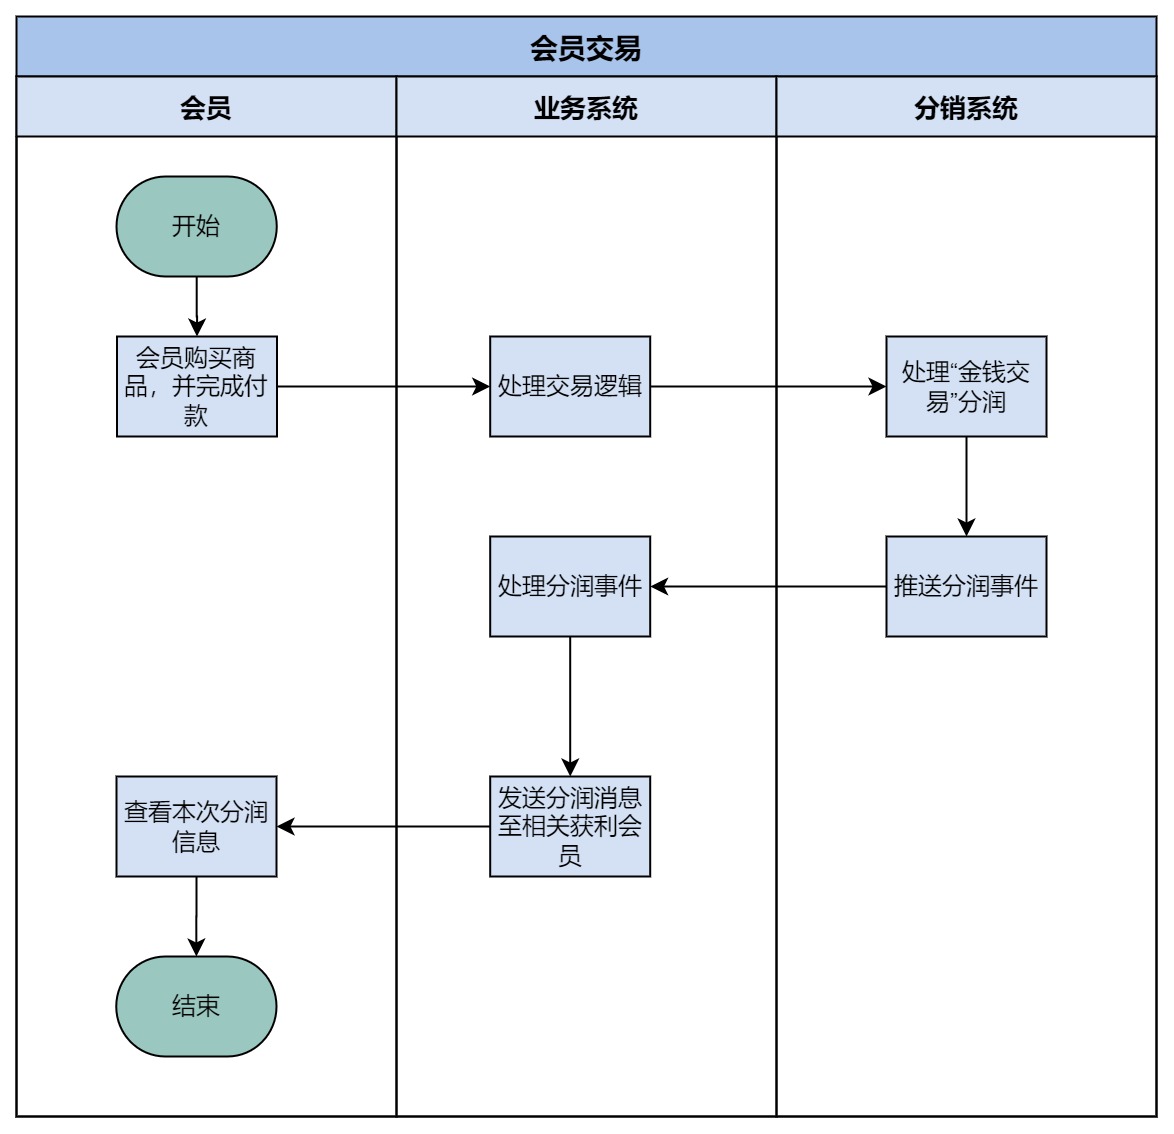 会员交易
会员
业务系统
分销系统
开始
会员购买商
品，并完成付
款
处理交易逻辑
处理“金钱交
易”分润
处理分润事件
推送分润事件
查看本次分润
信息
发送分润消息
至相关获利会
员
结束